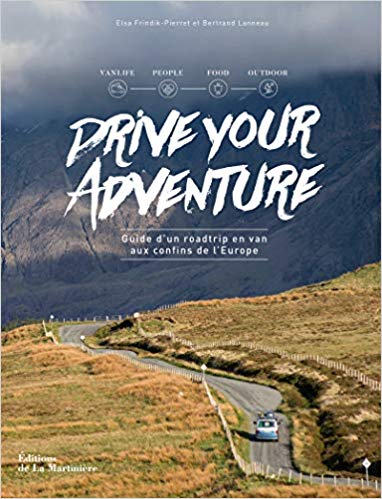 Elsa Frindik-Pierret et Bertrand Lanneau
VANLIFE PEOPLE FOOD OUTDOOR
DRIVE YOUR
ADVENTURE
Guide d'un roadtrip en van
aux confins de l'Europe
Éditions
de La Martinière